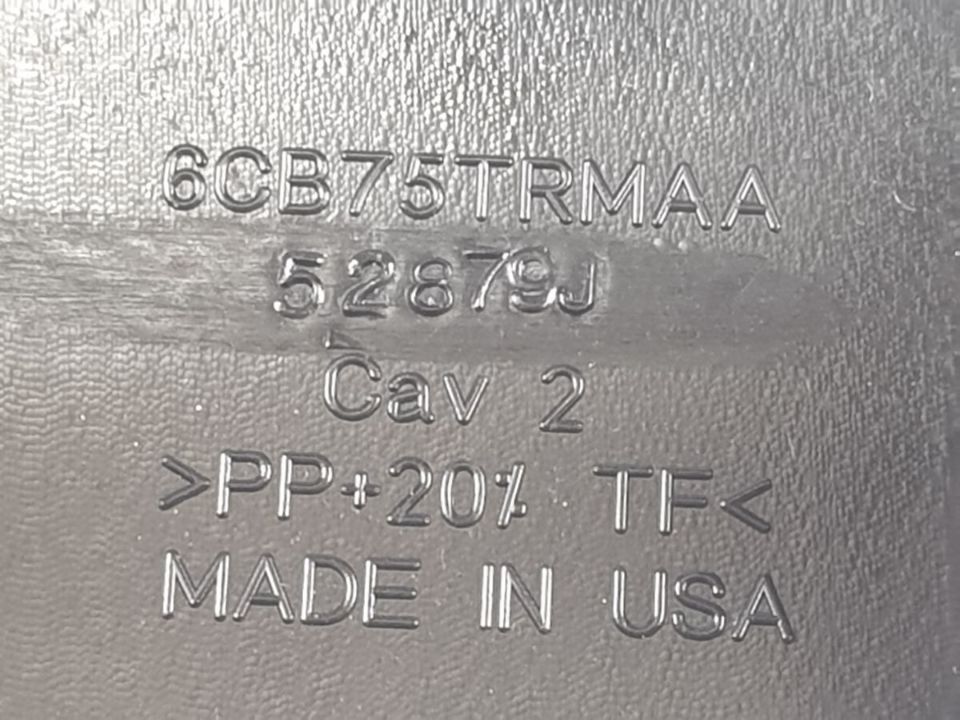 6CB75TRMAA
52879J
Cav 2
>PP+20% TF<
MADE IN USA